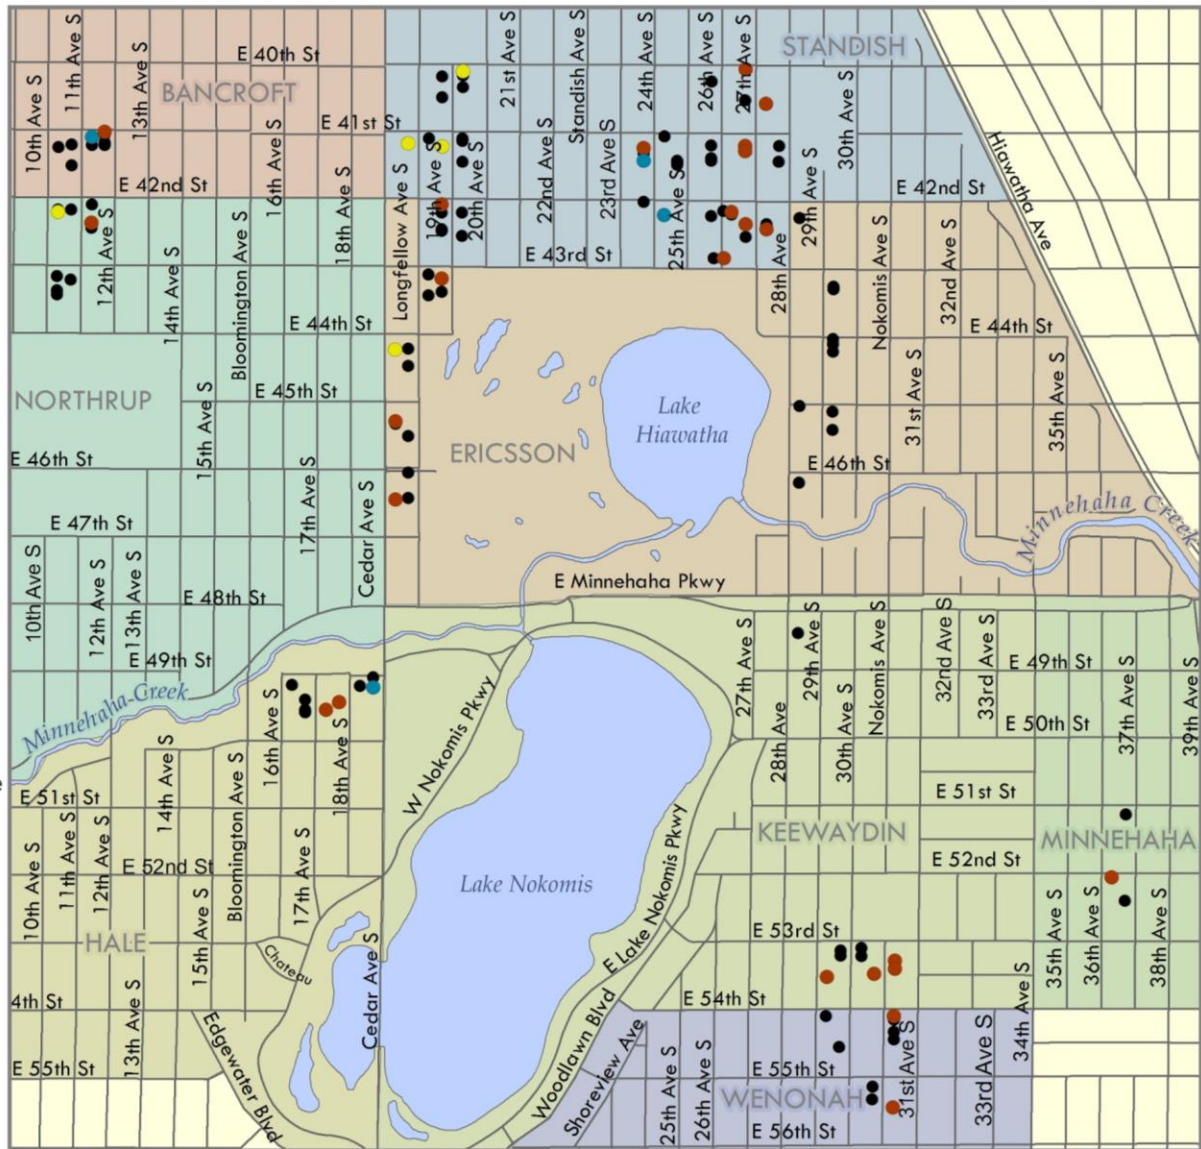 E 40th St
STANDISH
BANCROFT
10th Ave S
11th Ave S
13th Ave S
21st Ave S
Standish Ave S
24th Ave S
26th Ave S
27th Ave S
30th Ave S
E 41st St
Hiawatha Ave
16th Ave S
18th Ave S
Longfellow Ave S
19th Ave S
20th Ave S
22nd Ave S
23rd Ave S
25th Ave S
29th Ave S
E 42nd St
E 42nd St
12th Ave S
14th Ave S
Bloomington Ave S
E 43rd St
28th Ave
Nokomis Ave S
32nd Ave S
E 44th St
E 44th St
NORTHRUP
E 45th St
15th Ave S
Lake
Hiawatha
31st Ave S
35th Ave S
E 46th St
ERICSSON
E 46th St
17th Ave S
Cedar Ave S
E 47th St
Minnehaha Creek
10th Ave S
12th Ave S
13th Ave S
E 48th St
E Minnehaha Pkwy
E 49th St
27th Ave S
29th Ave S
Nokomis Ave S
32nd Ave S
33rd Ave S
E 49th St
37th Ave S
39th Ave S
Minnehaha Creek
16th Ave S
18th Ave S
W Nokomis Pkwy
28th Ave
30th Ave S
E 50th St
E 51st St
14th Ave S
Bloomington Ave S
E 51st St
KEEWAYDIN
MINNEHAHA
10th Ave S
11th Ave S
12th Ave S
E 52nd St
17th Ave S
Lake Nokomis
E Lake Nokomis Pkwy
E 52nd St
HALE
15th Ave S
Chateau
Cedar Ave S
E 53rd St
35th Ave S
36th Ave S
38th Ave S
4th St
13th Ave S
Edgewater Blvd
Woodlawn Blvd
E 54th St
34th Ave S
E 55th St
Shoreview Ave
25th Ave S
26th Ave S
E 55th St
WENONAH
31st Ave S
33rd Ave S
E 56th St